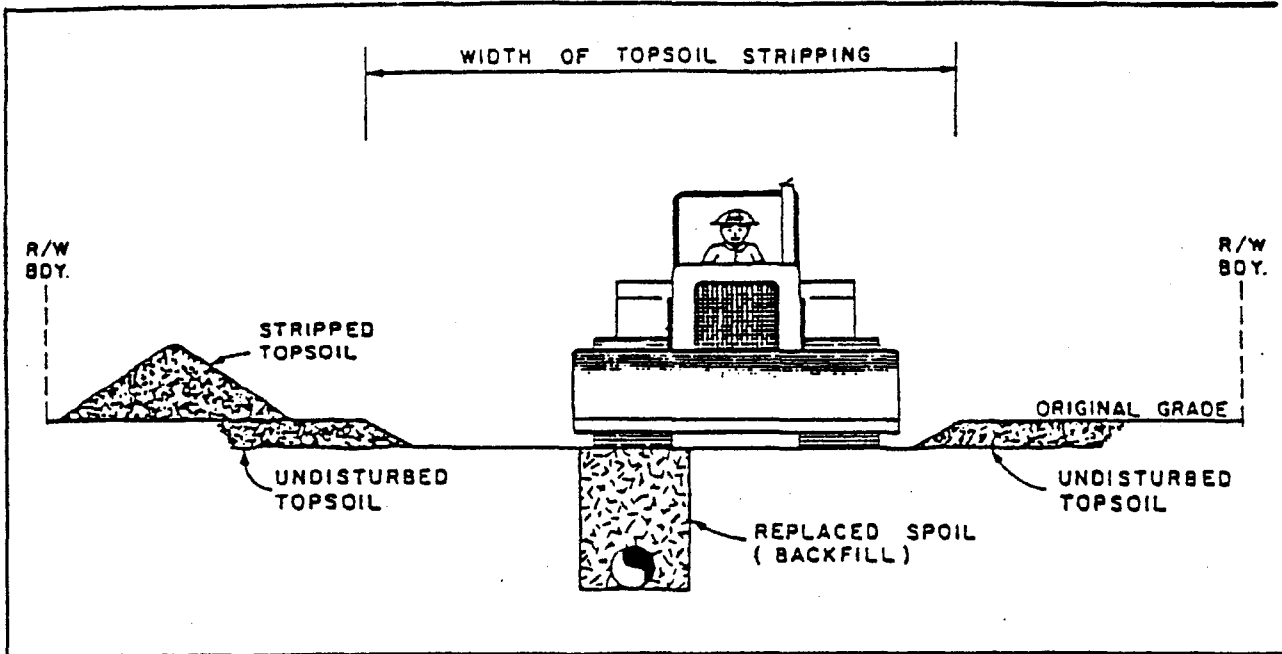 WIDTH OF TOPSOIL STRIPPING
R/W
BDY.
R/W
BDY.
STRIPPED
TOPSOIL
ORIGINAL GRADE
UNDISTURBED
TOPSOIL
UNDISTURBED
TOPSOIL
REPLACED SPOIL
(BACKFILL)